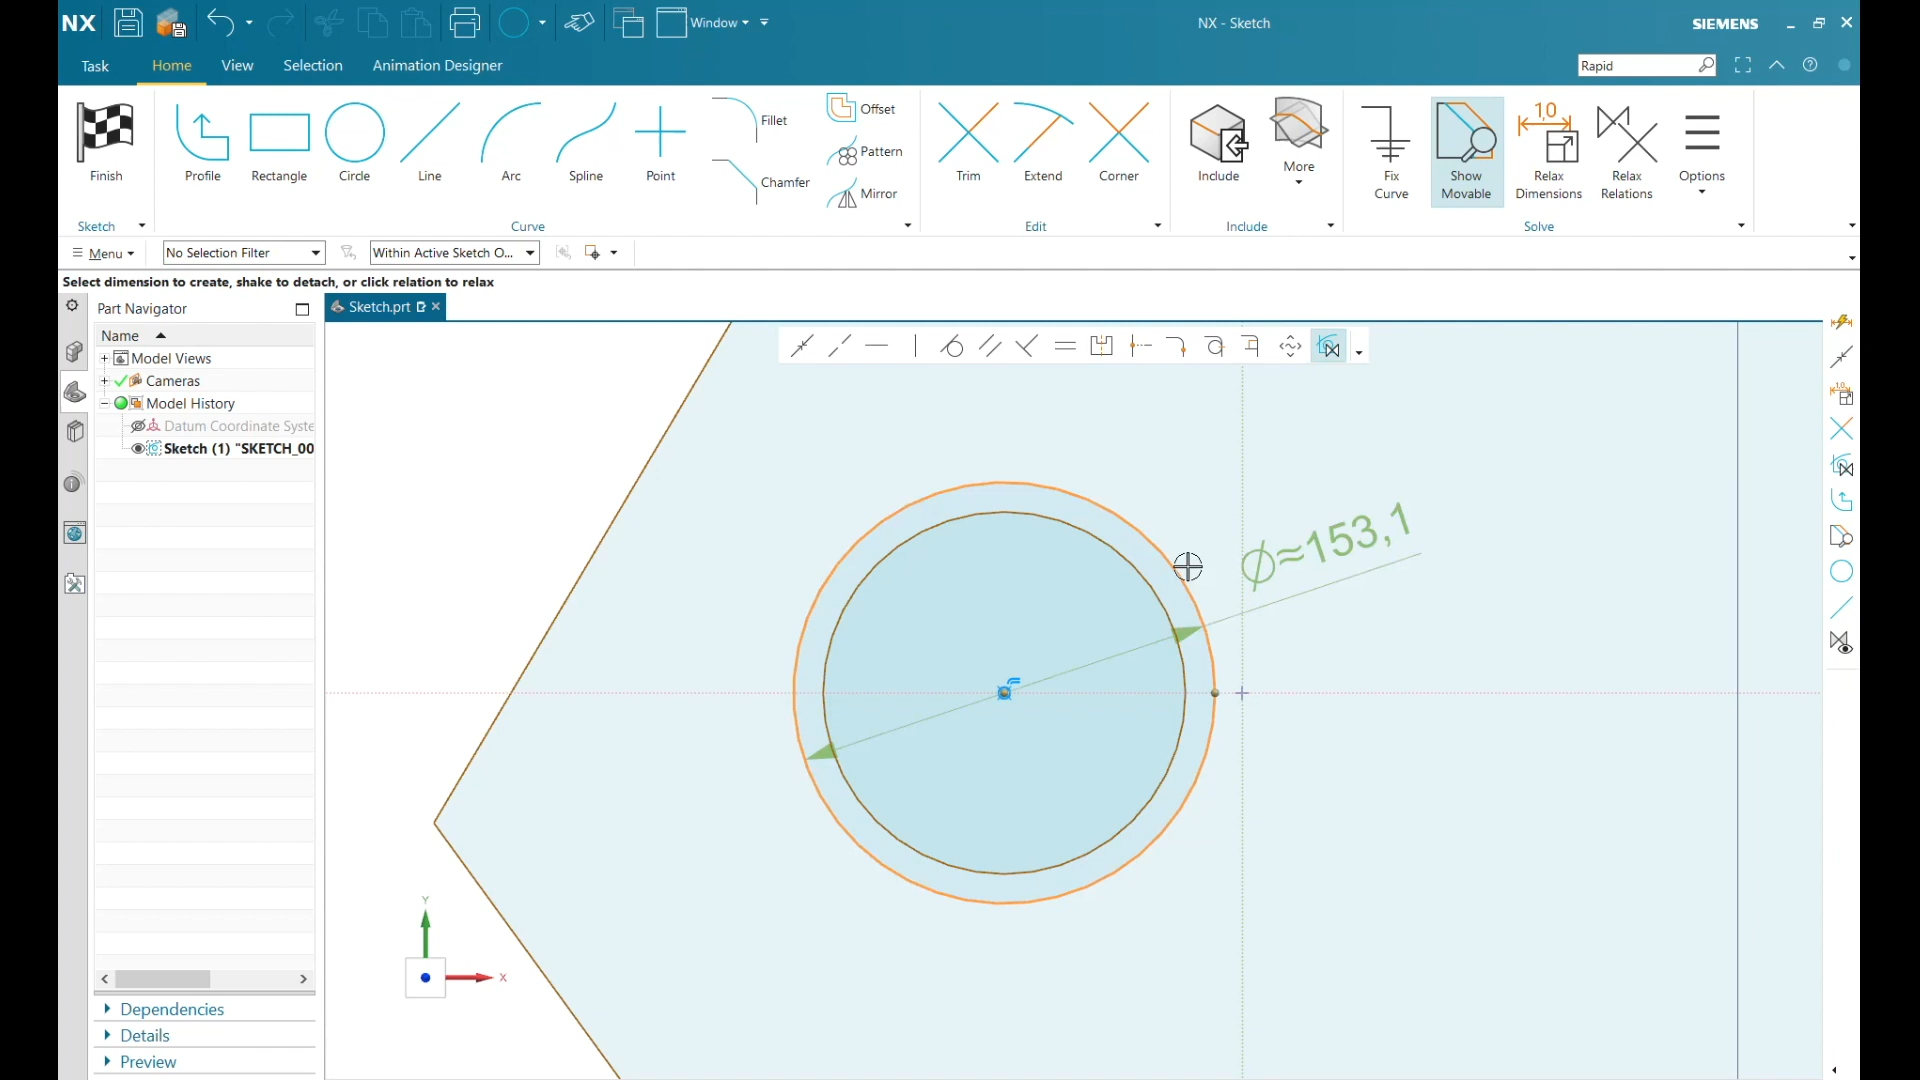 NX
Window
NX - Sketch
SIEMENS
Task
Home
View
Selection
Animation Designer
Rapid
Finish
Profile
Rectangle
Circle
Line
Arc
Spline
Point
Fillet
Chamfer
Offset
Pattern
Mirror
Trim
Extend
Corner
Include
More
Fix
Curve
Show
Movable
1,0
Relax
Dimensions
Relax
Relations
Options
Sketch
Curve
Edit
Include
Solve
Menu
No Selection Filter
Within Active Sketch O...
Select dimension to create, shake to detach, or click relation to relax
Part Navigator
Sketch.prt
Name
Model Views
Cameras
Model History
Datum Coordinate Syste
Sketch (1) "SKETCH_00
Ø≈153,1
Y
X
Dependencies
Details
Preview